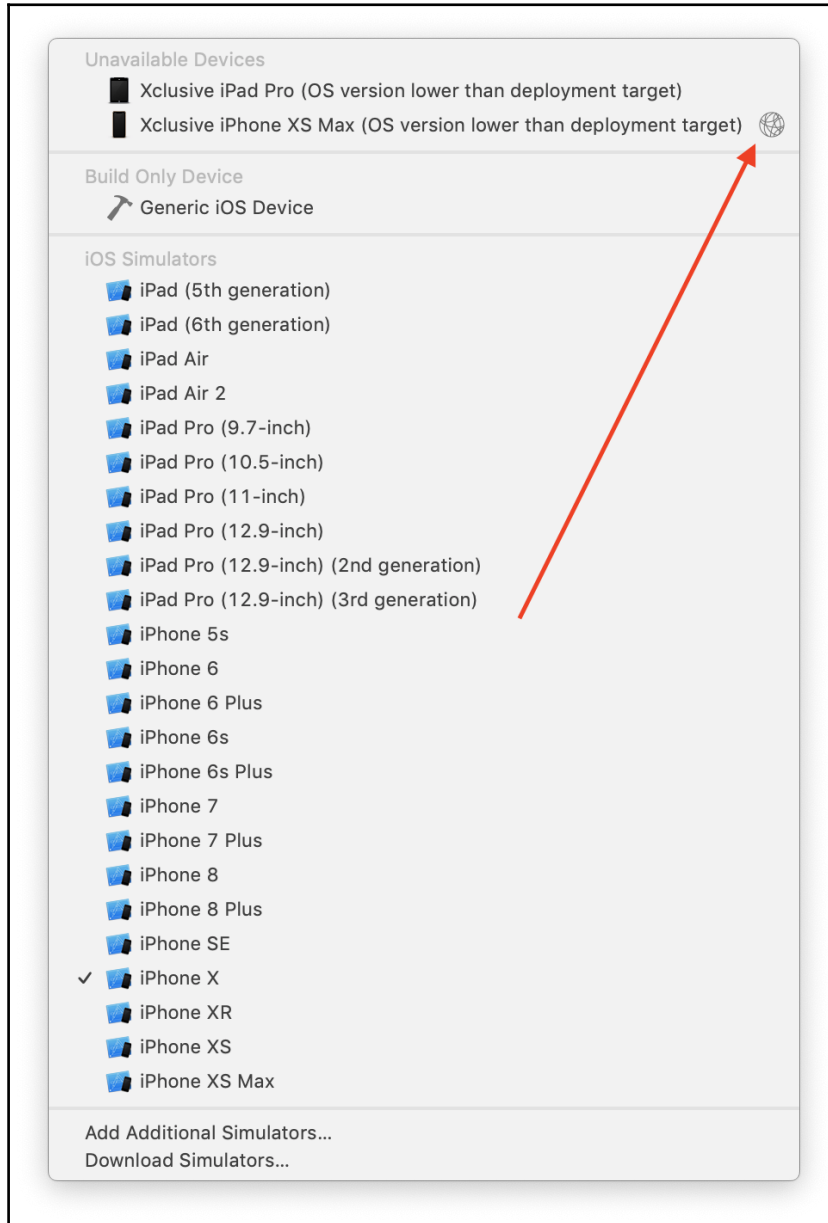 Unavailable Devices
Xclusive iPad Pro (OS version lower than deployment target)
Xclusive iPhone XS Max (OS version lower than deployment target)
Build Only Device
Generic iOS Device
iOS Simulators
iPad (5th generation)
iPad (6th generation)
iPad Air
iPad Air 2
iPad Pro (9.7-inch)
iPad Pro (10.5-inch)
iPad Pro (11-inch)
iPad Pro (12.9-inch)
iPad Pro (12.9-inch) (2nd generation)
iPad Pro (12.9-inch) (3rd generation)
iPhone 5s
iPhone 6
iPhone 6 Plus
iPhone 6s
iPhone 6s Plus
iPhone 7
iPhone 7 Plus
iPhone 8
iPhone 8 Plus
iPhone SE
iPhone X
iPhone XR
iPhone XS
iPhone XS Max
Add Additional Simulators...
Download Simulators...